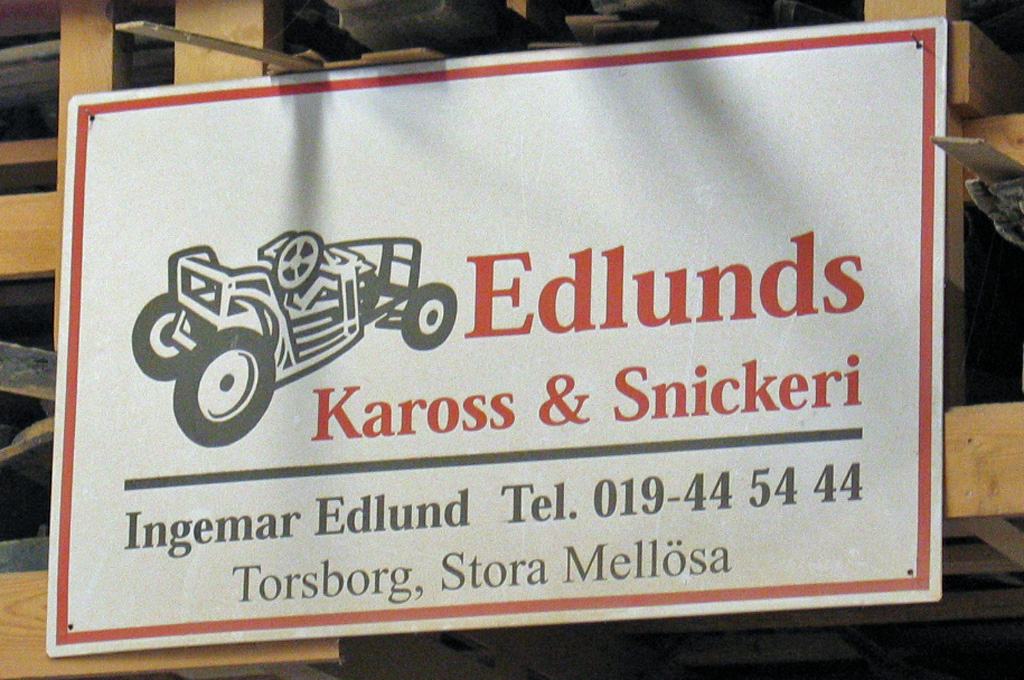 Edlunds
Kaross & Snickeri
Ingemar Edlund Tel. 019-44 54 44
Torsborg, Stora Mellösa